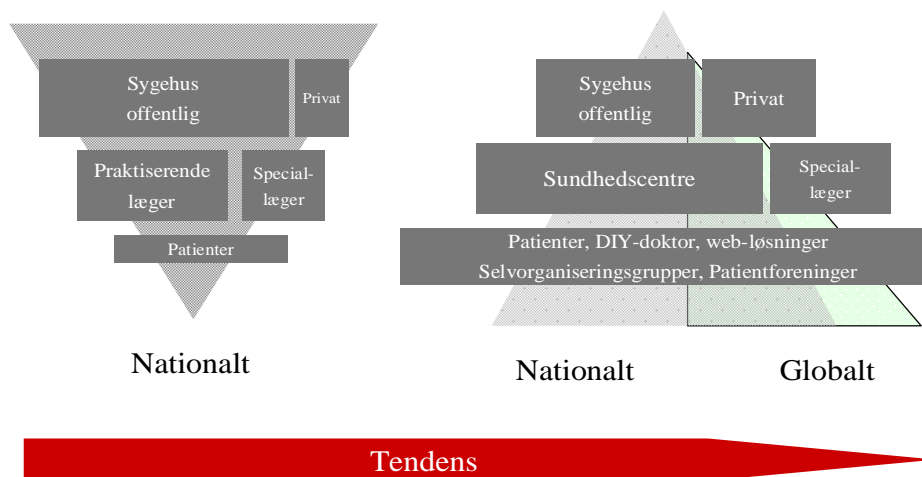 Sygehus
offentlig
Privat
Praktiserende
læger
Special-
læger
Patienter
Nationalt
Sygehus
offentlig
Privat
Sundhedscentre
Special-
læger
Patienter, DIY-doktor, web-løsninger
Selvorganiseringsgrupper, Patientforeninger
Nationalt
Globalt
Tendens